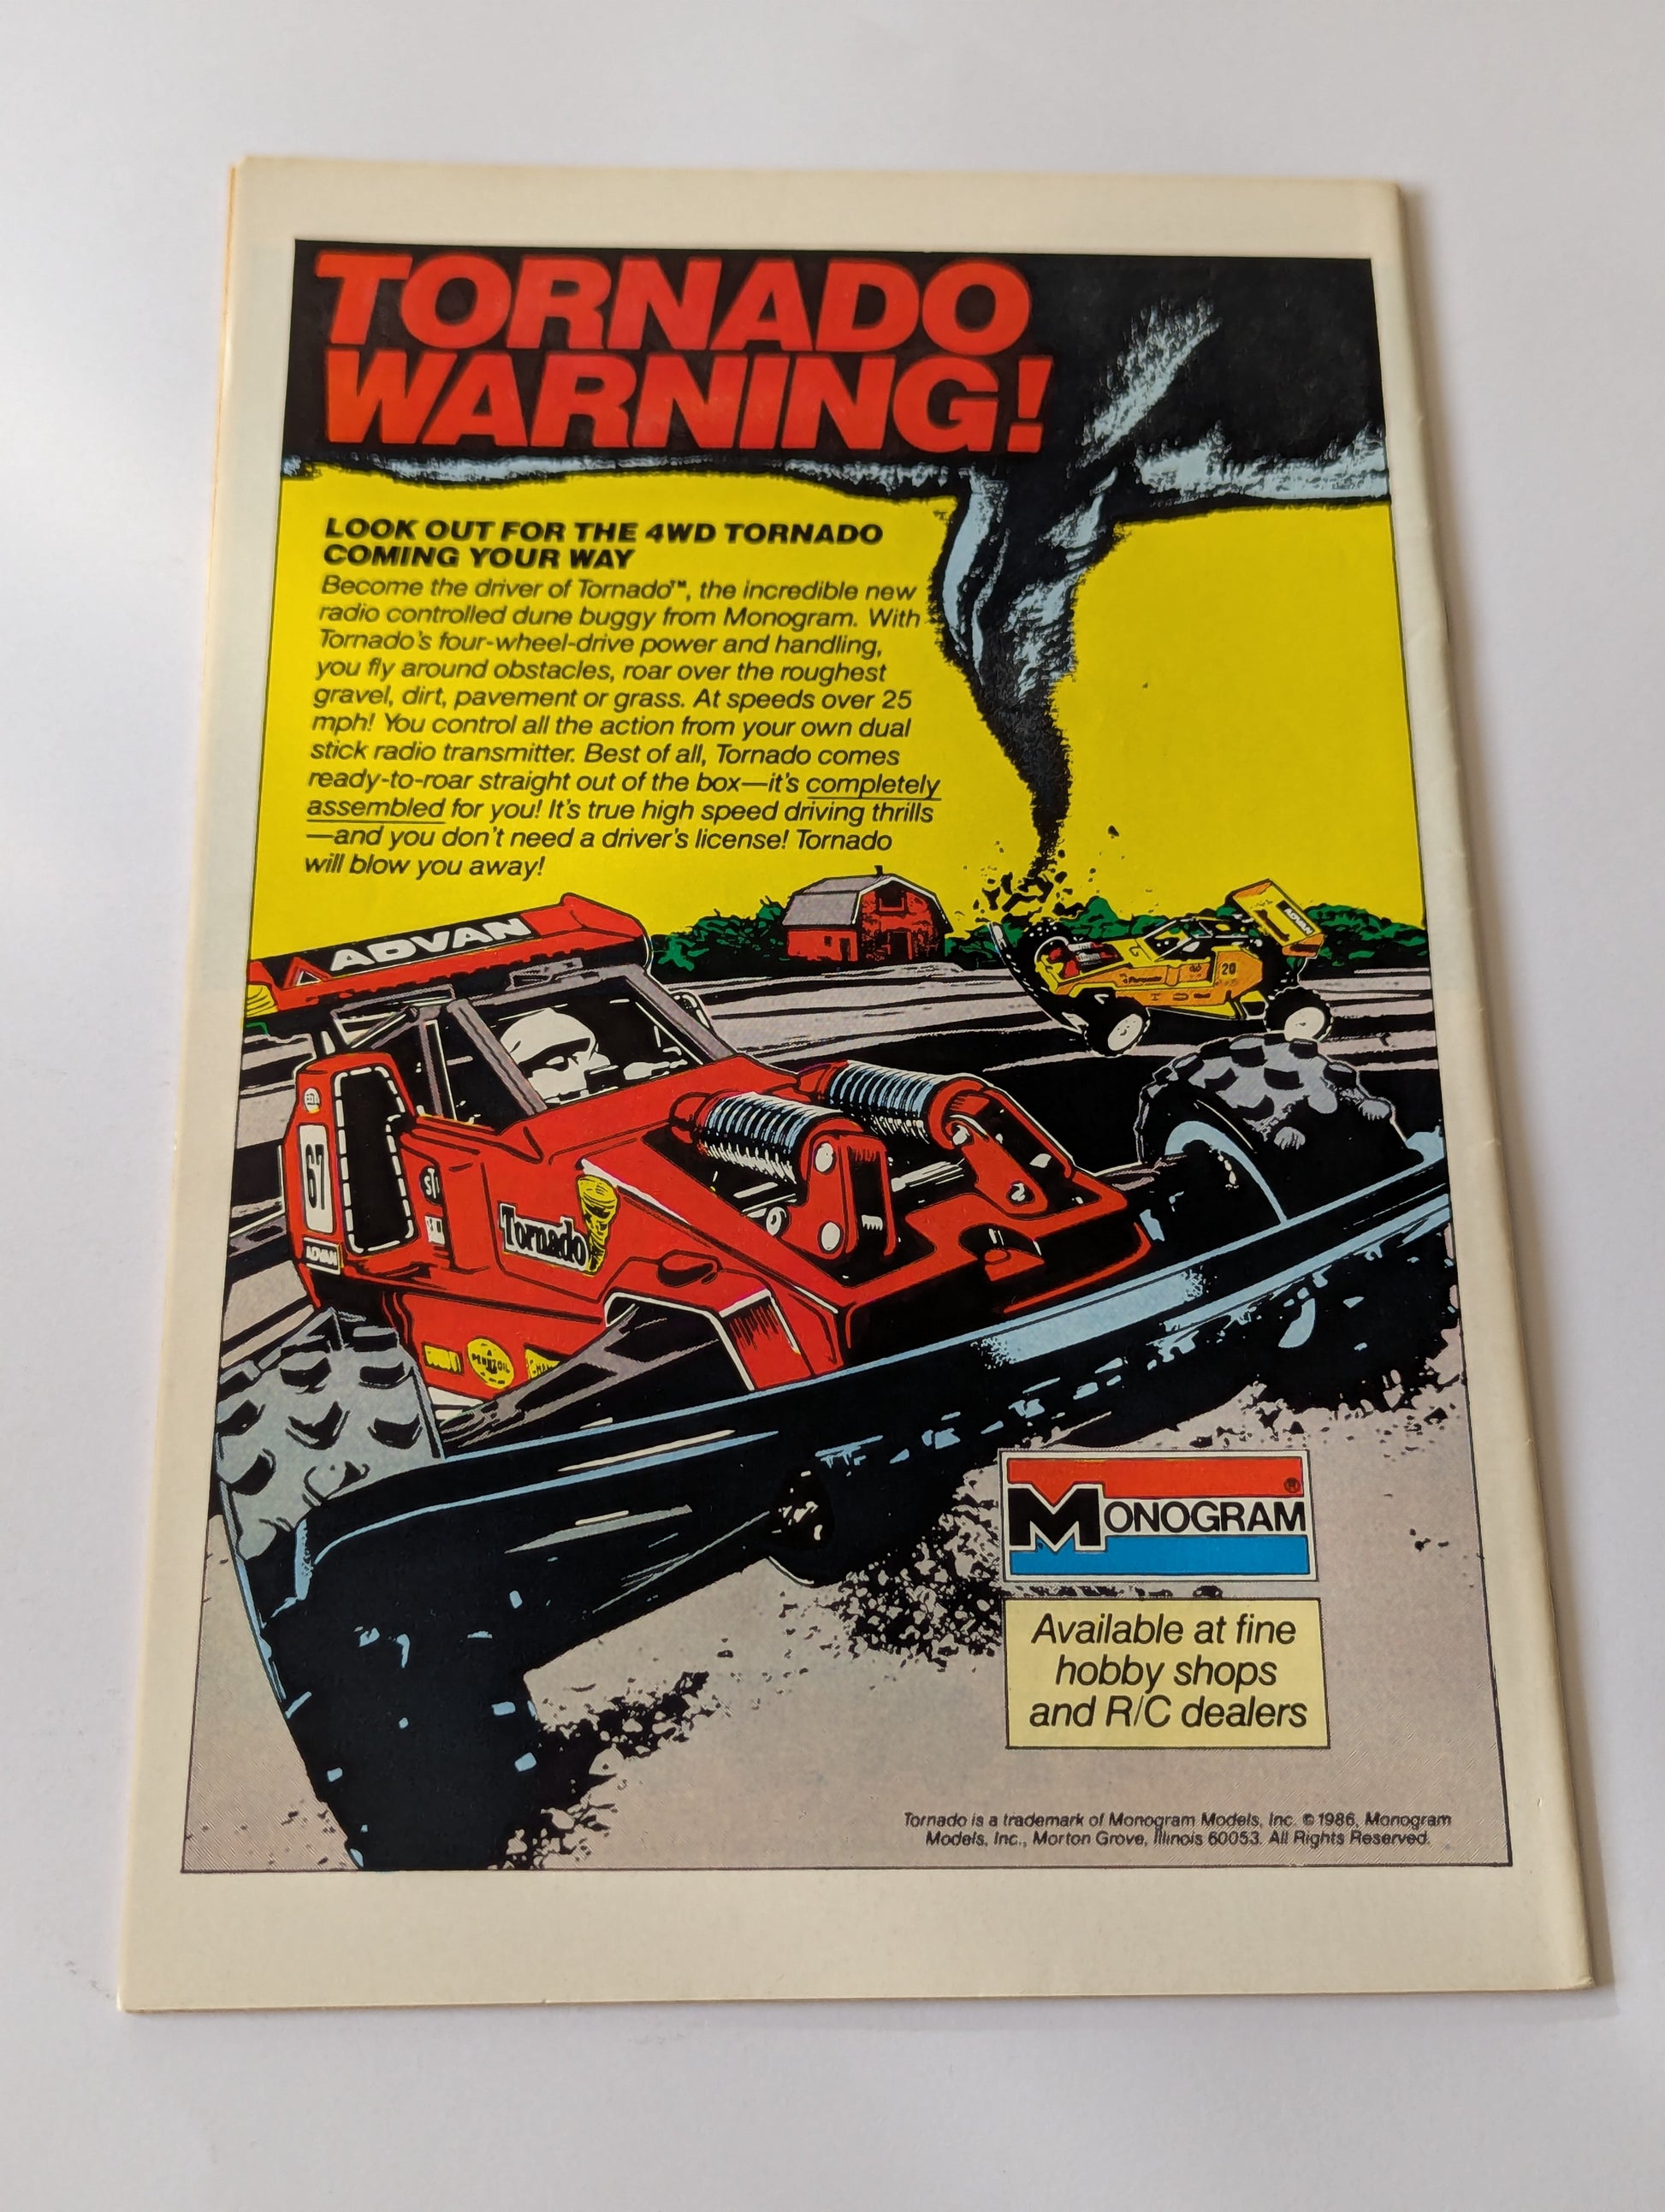 TORNADO
WARNING!
LOOK OUT FOR THE 4WD TORNADO
COMING YOUR WAY
Become the driver of Tornado™, the incredible new
radio controlled dune buggy from Monogram. With
Tornado's four-wheel-drive power and handling,
you fly around obstacles, roar over the roughest
gravel, dirt, pavement or grass. At speeds over 25
mph! You control all the action from your own dual
stick radio transmitter. Best of all, Tornado comes
ready-to-roar straight out of the box—it's completely
assembled for you! It's true high speed driving thrills
—and you don't need a driver's license! Tornado
will blow you away!
ADVAN
ADVAN
20
67
ADVAN
Tornado
PENNZOIL
MONOGRAM®
Available at fine
hobby shops
and R/C dealers
Tornado is a trademark of Monogram Models, Inc. © 1986, Monogram
Models, Inc., Morton Grove, Illinois 60053. All Rights Reserved.